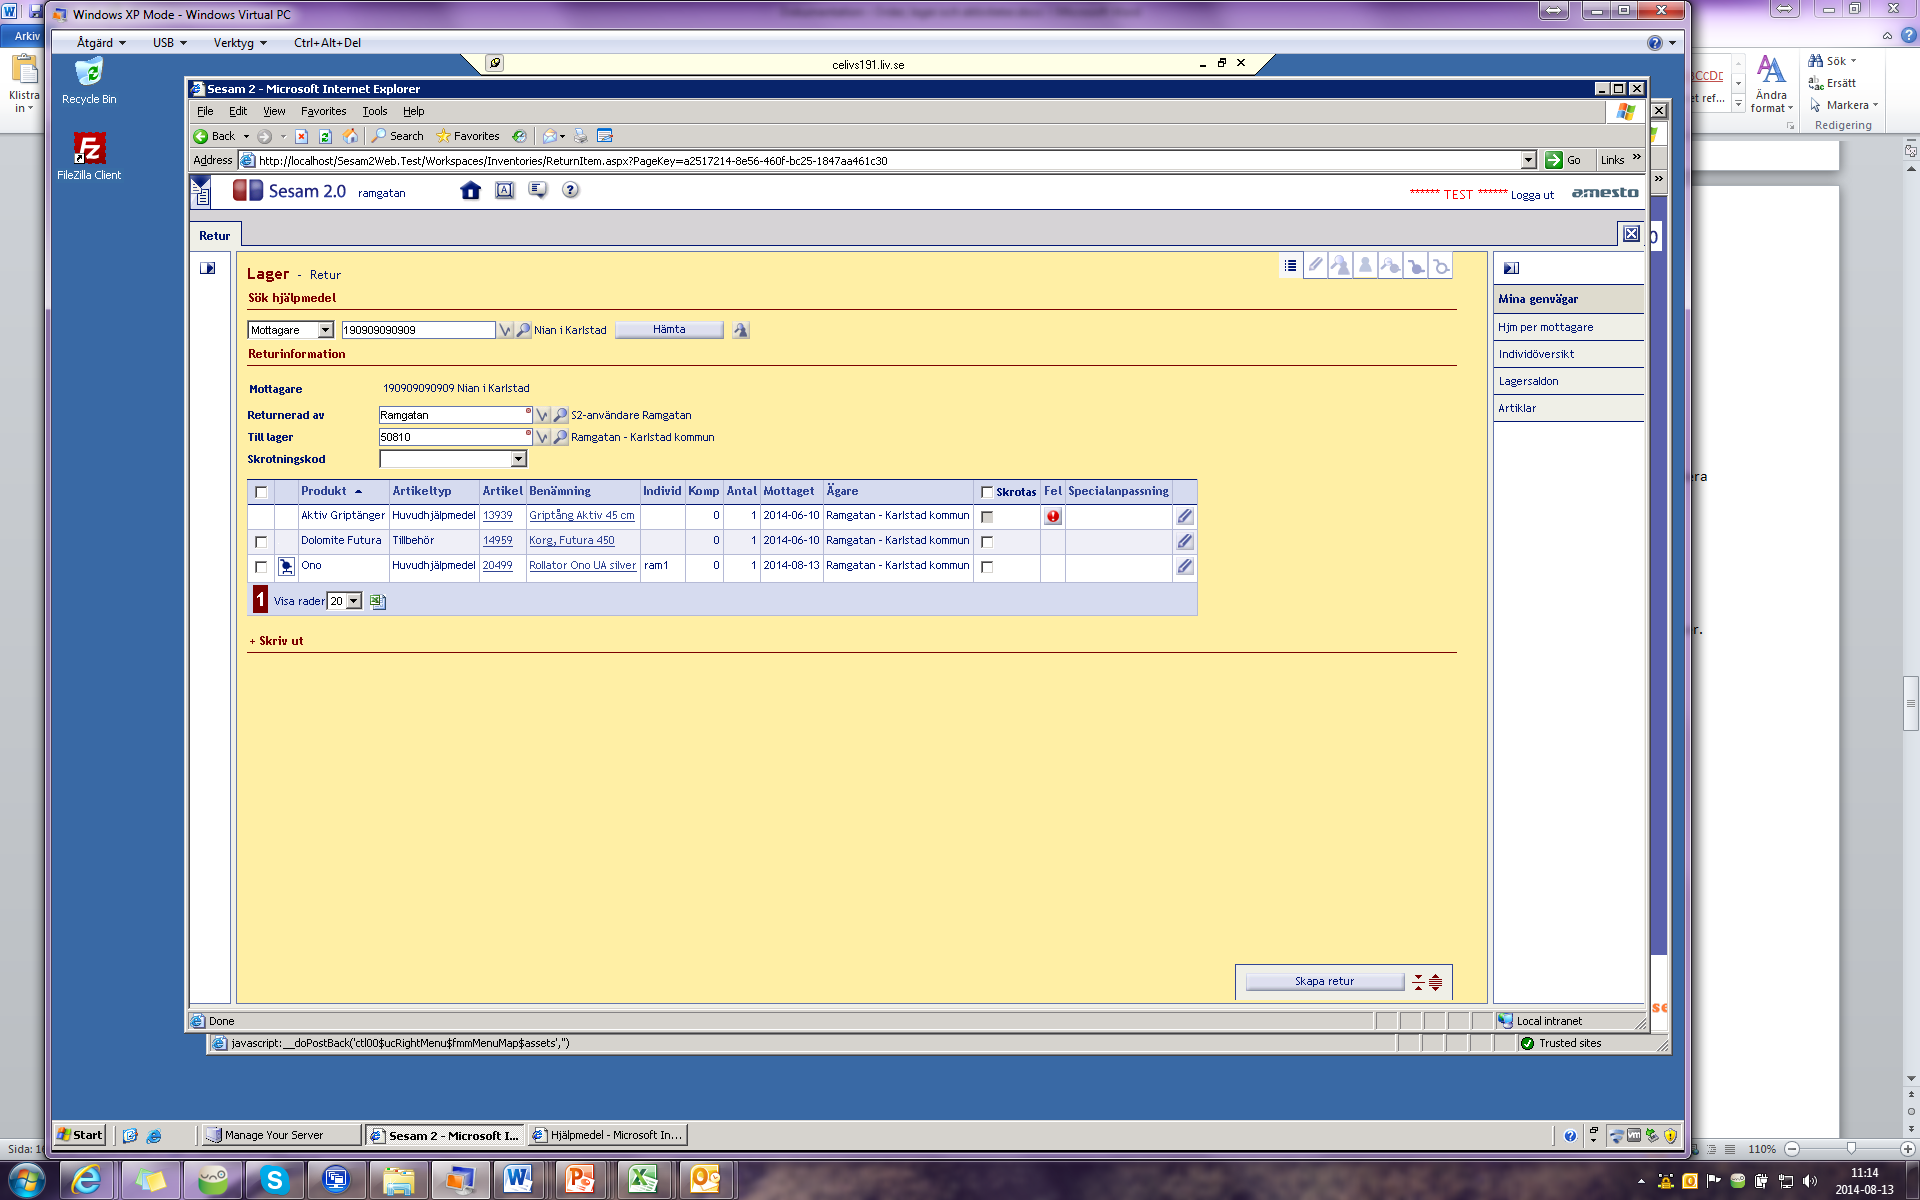 Windows XP Mode - Windows Virtual PC
Arkiv
Åtgärd USB Verktyg Ctrl+Alt+Del
celivs191.liv.se
Klistra
in
Sök
Ersätt
Markera
Redigering
Ändra
format
et ref...
Recycle Bin
FileZilla Client
Sesam 2 - Microsoft Internet Explorer
File Edit View Favorites Tools Help
Back Search Favorites
Address http://localhost/Sesam2Web.Test/Workspaces/Inventories/ReturnItem.aspx?PageKey=a2517214-8e56-460f-bc25-1847aa461c30 Go Links »
Sesam 2.0 ramgatan ****** TEST ****** Logga ut amesto
Retur
Lager - Retur
Sök hjälpmedel
Mottagare 190909090909 Nian i Karlstad Hämta
Returinformation
Mottagare 190909090909 Nian i Karlstad
Returnerad av Ramgatan S2-användare Ramgatan
Till lager 50810 Ramgatan - Karlstad kommun
Skrotningskod
Produkt Artikeltyp Artikel Benämning Individ Komp Antal Mottaget Ägare Skrotas Fel Specialanpassning
Aktiv Griptänger Huvudhjälpmedel 13939 Griptång Aktiv 45 cm 0 1 2014-06-10 Ramgatan - Karlstad kommun
Dolomite Futura Tillbehör 14959 Korg, Futura 450 0 1 2014-06-10 Ramgatan - Karlstad kommun
Ono Huvudhjälpmedel 20499 Rollator Ono UA silver ram1 0 1 2014-08-13 Ramgatan - Karlstad kommun
1 Visa rader 20
+ Skriv ut
Mina genvägar
Hjm per mottagare
Individöversikt
Lagersaldon
Artiklar
Skapa retur
Done Local intranet
javascript:__doPostBack('ctl00$ucRightMenu$fmmMenuMap$assets','') Trusted sites
Start Manage Your Server Sesam 2 - Microsoft I... Hjälpmedel - Microsoft In...
110%
11:14
2014-08-13